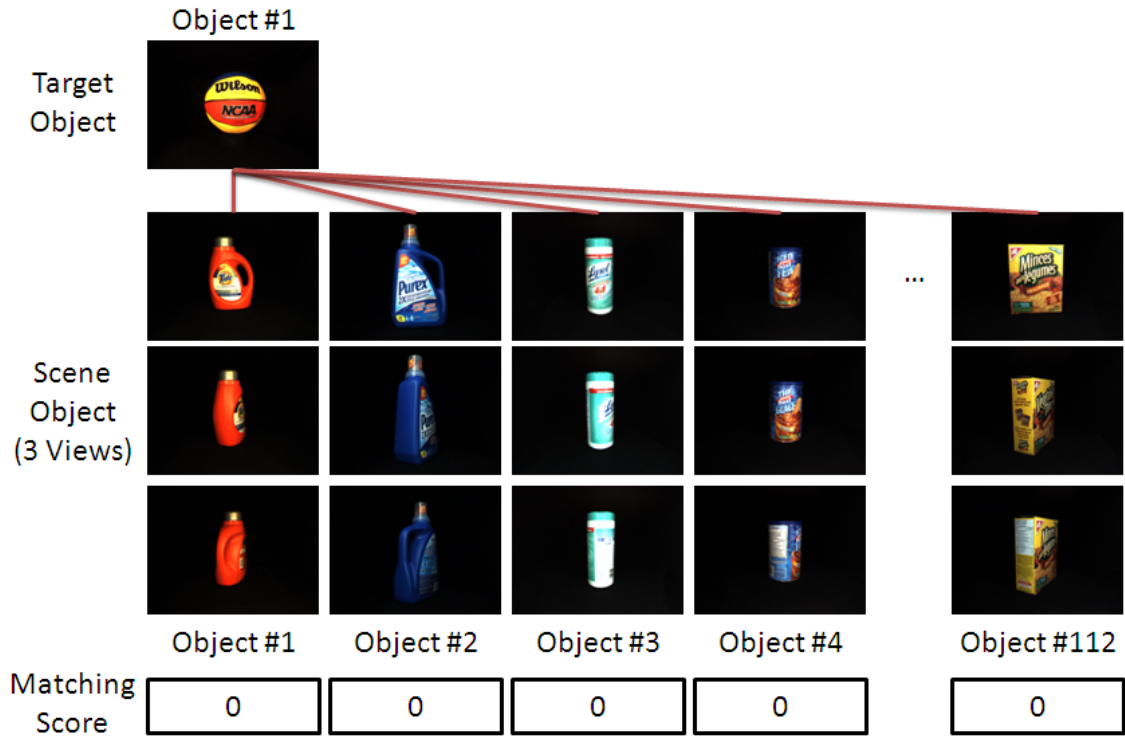 Object #1
Target
Object
Wilson
NCAA
Purex
2X
Lysol
Minces
aux légumes
...
Scene
Object
(3 Views)
Object #1
Object #2
Object #3
Object #4
Object #112
Matching
Score
0
0
0
0
0